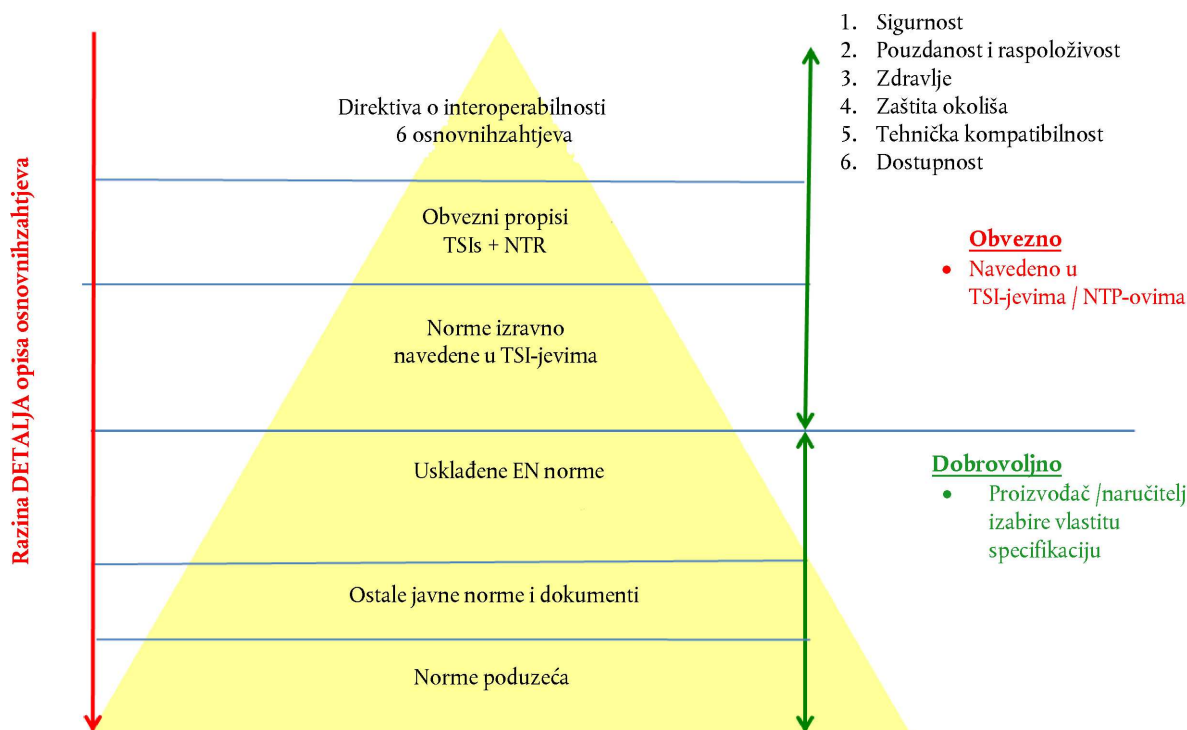 Razina DETALJA opisa osnovnihzahtjeva
Direktiva o interoperabilnosti
6 osnovnihzahtjeva
Obvezni propisi
TSIs + NTR
Norme izravno
navedene u TSI-jevima
Usklađene EN norme
Ostale javne norme i dokumenti
Norme poduzeća
1. Sigurnost
2. Pouzdanost i raspoloživost
3. Zdravlje
4. Zaštita okoliša
5. Tehnička kompatibilnost
6. Dostupnost
Obvezno
• Navedeno u
TSI-jevima / NTP-ovima
Dobrovoljno
• Proizvođač /naručitelj
izabire vlastitu
specifikaciju